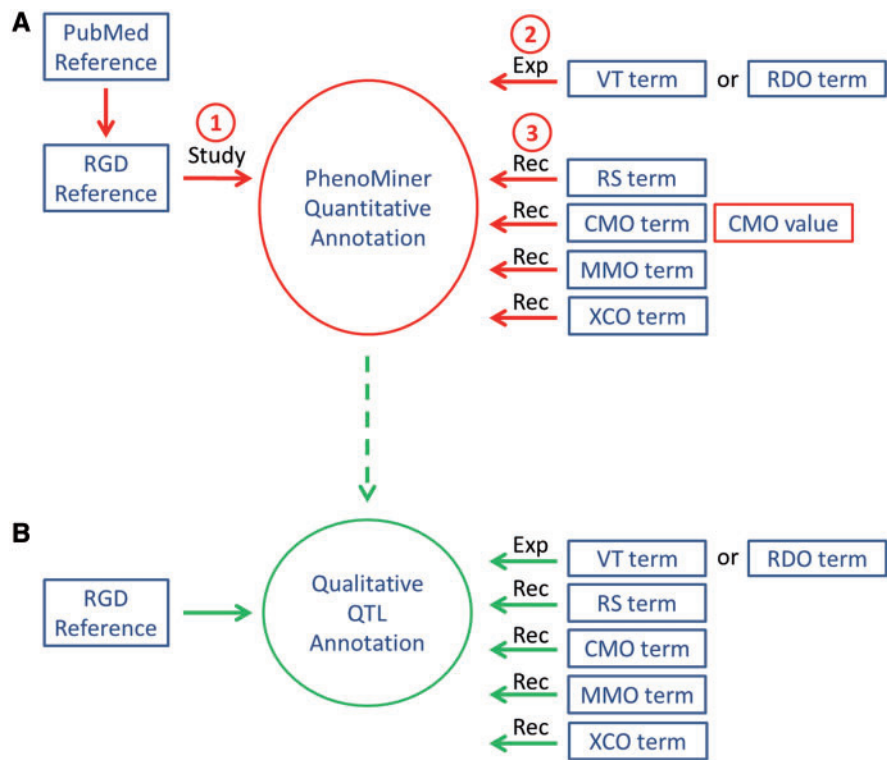 A
PubMed
Reference
RGD
Reference
1
Study
PhenoMiner
Quantitative
Annotation
2
Exp
VT term or RDO term
3
Rec
RS term
Rec
CMO term CMO value
Rec
MMO term
Rec
XCO term
B
RGD
Reference
Qualitative
QTL
Annotation
Exp
VT term or RDO term
Rec
RS term
Rec
CMO term
Rec
MMO term
Rec
XCO term